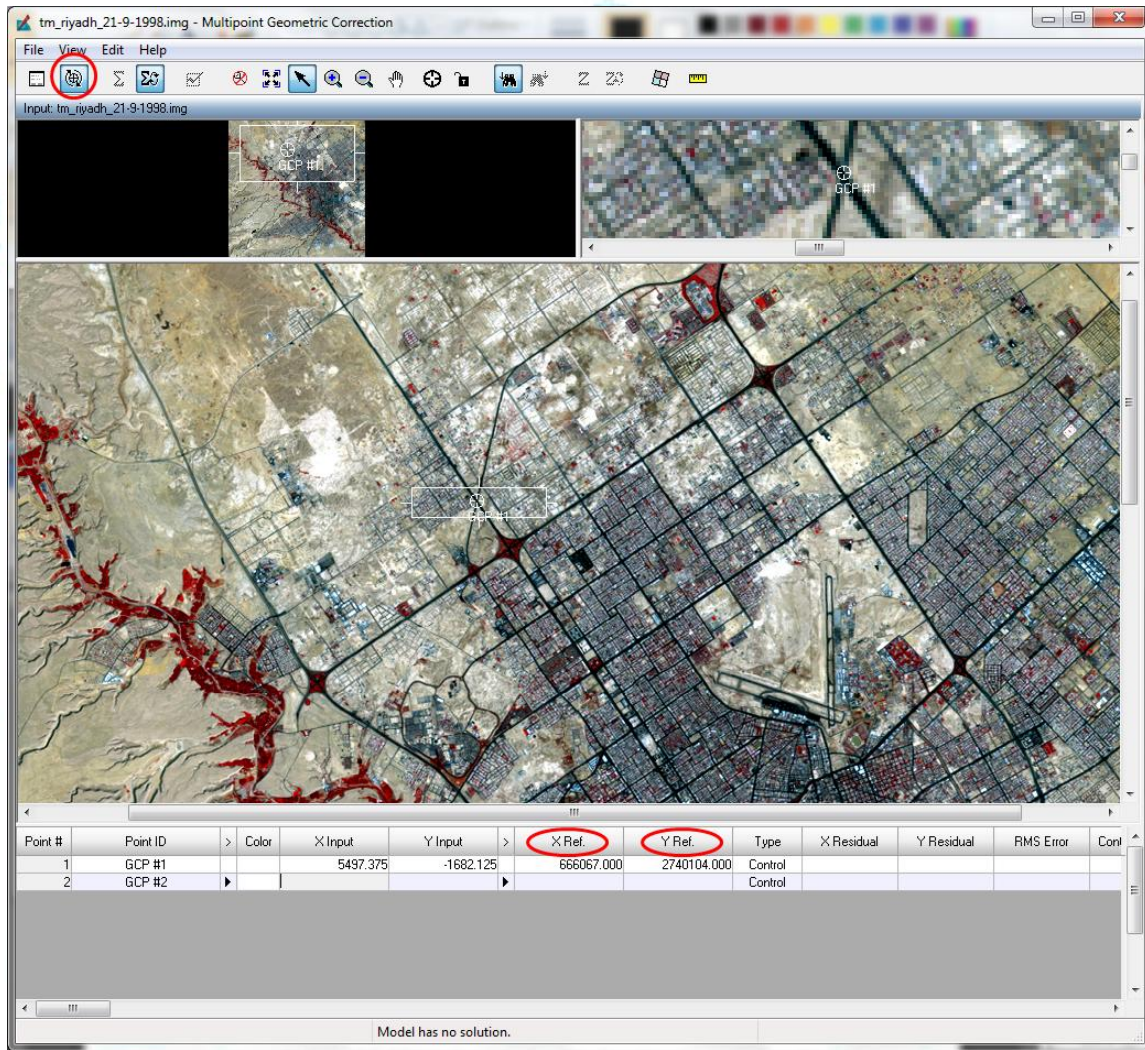 tm_riyadh_21-9-1998.img - Multipoint Geometric Correction
File View Edit Help
Σ Σ Z Z
Input: tm_riyadh_21-9-1998.img
GCP #1
GCP #1
GCP #1
Point # Point ID > Color X Input Y Input > X Ref. Y Ref. Type X Residual Y Residual RMS Error Cont
1 GCP #1 5497.375 -1682.125 666067.000 2740104.000 Control
2 GCP #2 Control
Model has no solution.